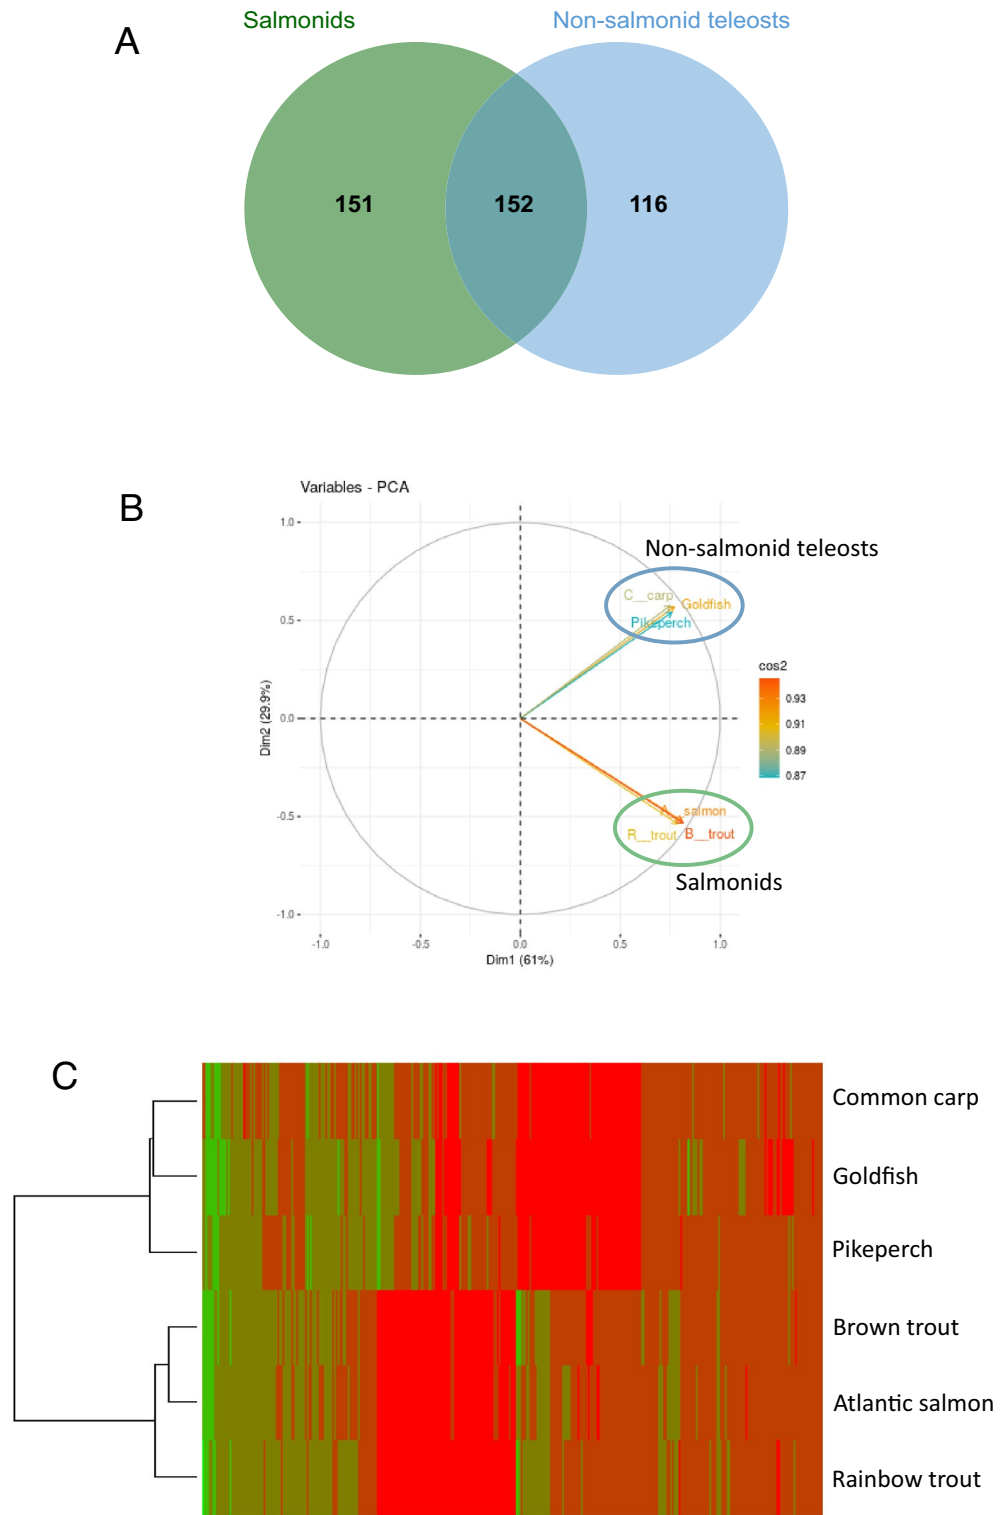 A
Salmonids
Non-salmonid teleosts
151
152
116
B
Variables - PCA
Non-salmonid teleosts
C__carp
Goldfish
Pikeperch
A__salmon
R__trout
B__trout
Salmonids
1.0
0.5
0.0
-0.5
-1.0
Dim2 (29.9%)
-1.0
-0.5
0.0
0.5
1.0
Dim1 (61%)
cos2
0.93
0.91
0.89
0.87
C
Common carp
Goldfish
Pikeperch
Brown trout
Atlantic salmon
Rainbow trout